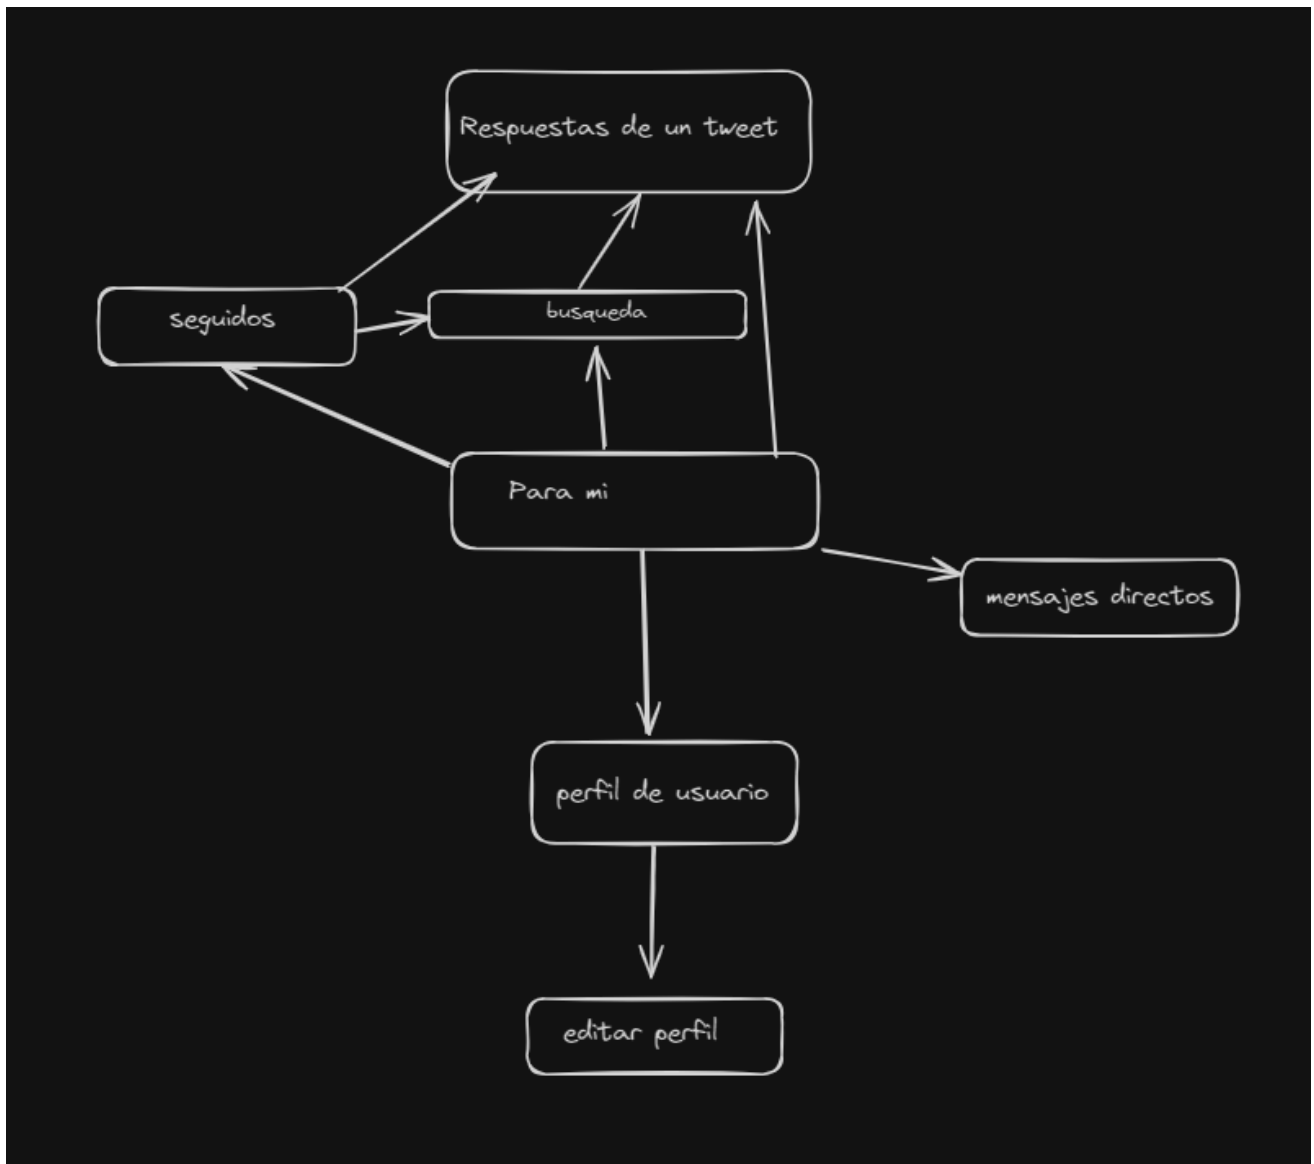 Respuestas de un tweet
seguidos
busqueda
Para mi
mensajes directos
perfil de usuario
editar perfil